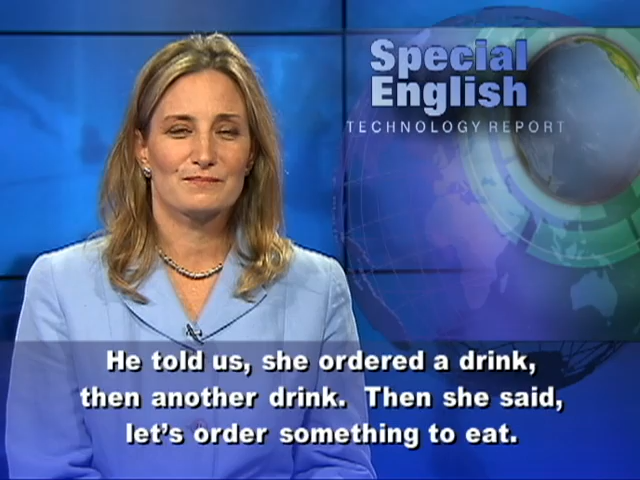 Special
English
TECHNOLOGY REPORT
He told us, she ordered a drink,
then another drink. Then she said,
let's order something to eat.